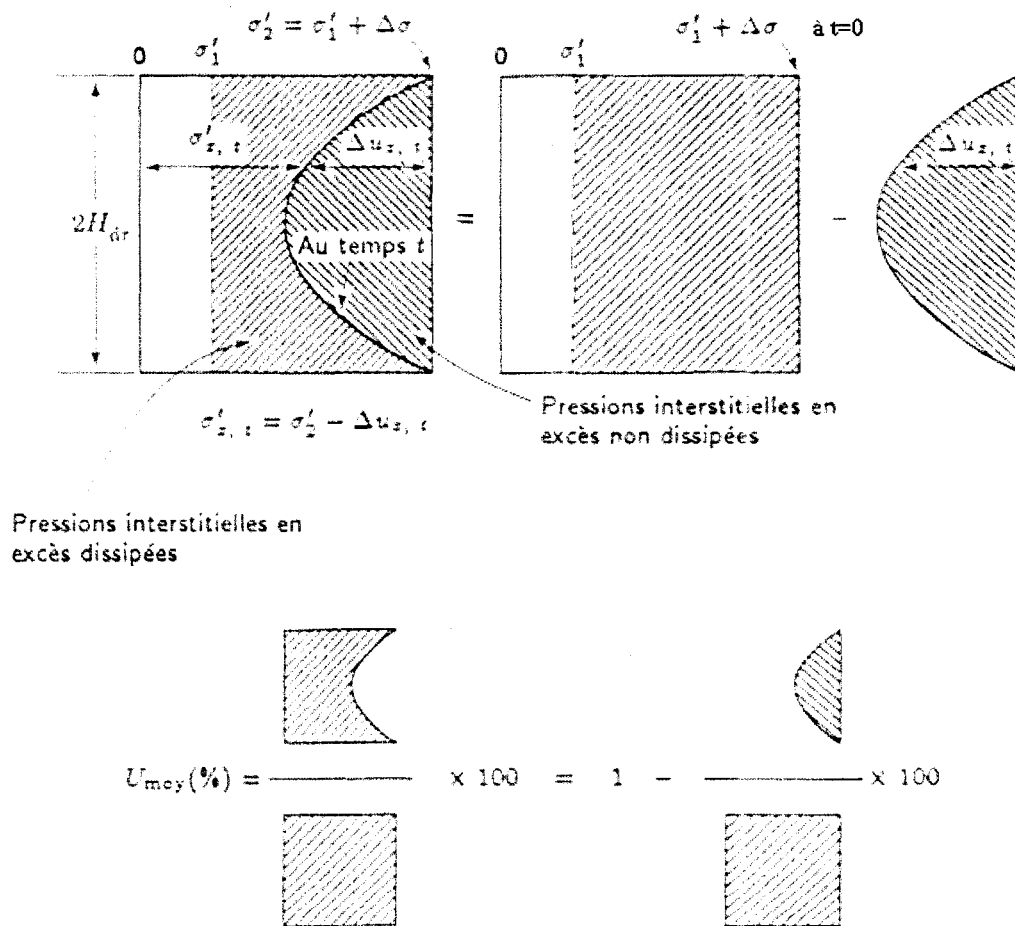 σ′₂ = σ′₁ + Δσ
σ′₁ + Δσ à t=0
0 σ′₁
0 σ′₁
σ′z, t Δuz, t
Δuz, t
2Hdr
=
−
Au temps t
σ′z, t = σ′₂ − Δuz, t
Pressions interstitielles en
excès non dissipées
Pressions interstitielles en
excès dissipées
Umoy(%) = × 100 = 1 − × 100